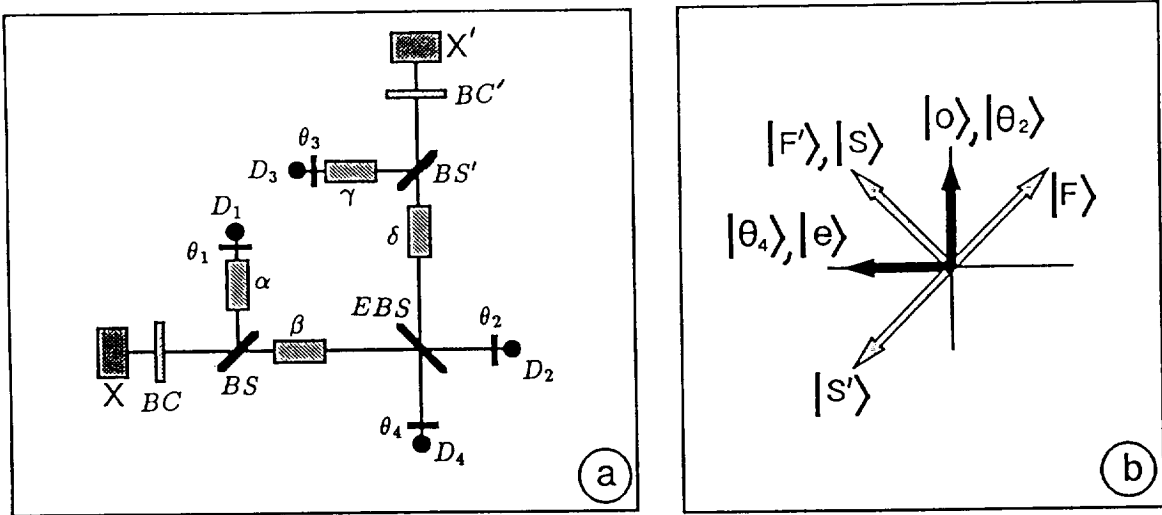 X′
BC′
θ₃
D₃
BS′
γ
D₁
δ
θ₁
α
EBS
β
θ₂
X
BC
BS
D₂
θ₄
D₄
a
|o⟩,|θ₂⟩
|F′⟩,|S⟩
|F⟩
|θ₄⟩,|e⟩
|S′⟩
b